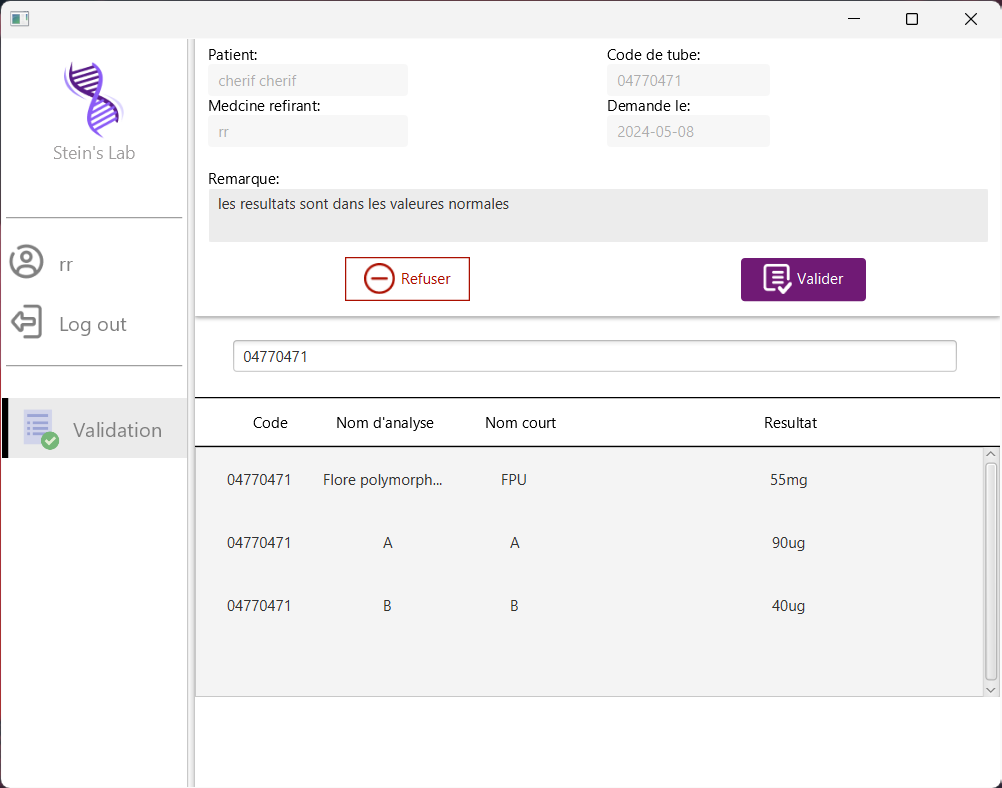 Stein's Lab
rr
Log out
Validation
Patient:
cherif cherif
Code de tube:
04770471
Medcine refirant:
rr
Demande le:
2024-05-08
Remarque:
les resultats sont dans les valeures normales
Refuser
Valider
04770471
Code Nom d'analyse Nom court Resultat
04770471 Flore polymorph... FPU 55mg
04770471 A A 90ug
04770471 B B 40ug